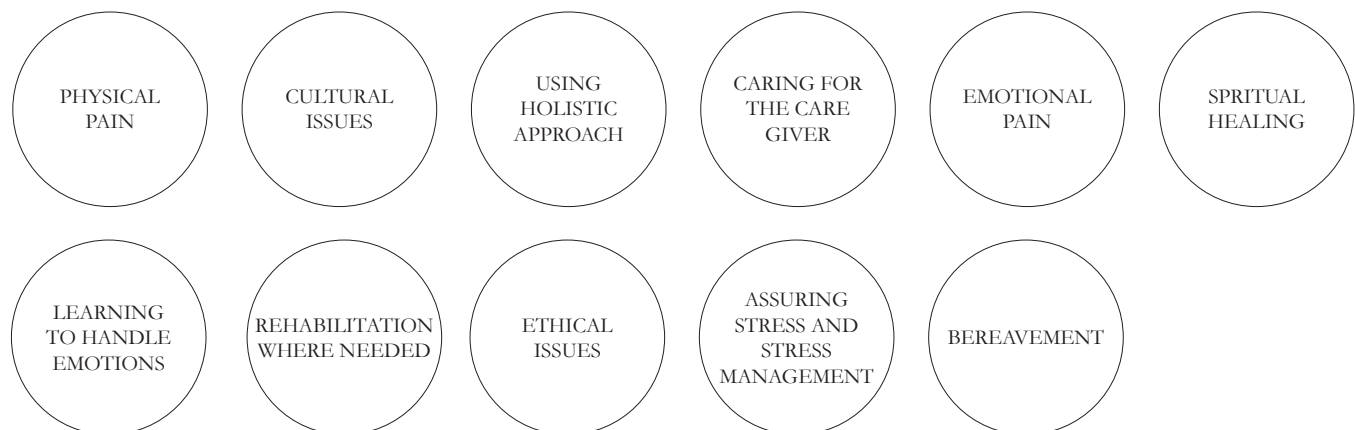 PHYSICAL
PAIN
CULTURAL
ISSUES
USING
HOLISTIC
APPROACH
CARING FOR
THE CARE
GIVER
EMOTIONAL
PAIN
SPRITUAL
HEALING
LEARNING
TO HANDLE
EMOTIONS
REHABILITATION
WHERE NEEDED
ETHICAL
ISSUES
ASSURING
STRESS AND
STRESS
MANAGEMENT
BEREAVEMENT